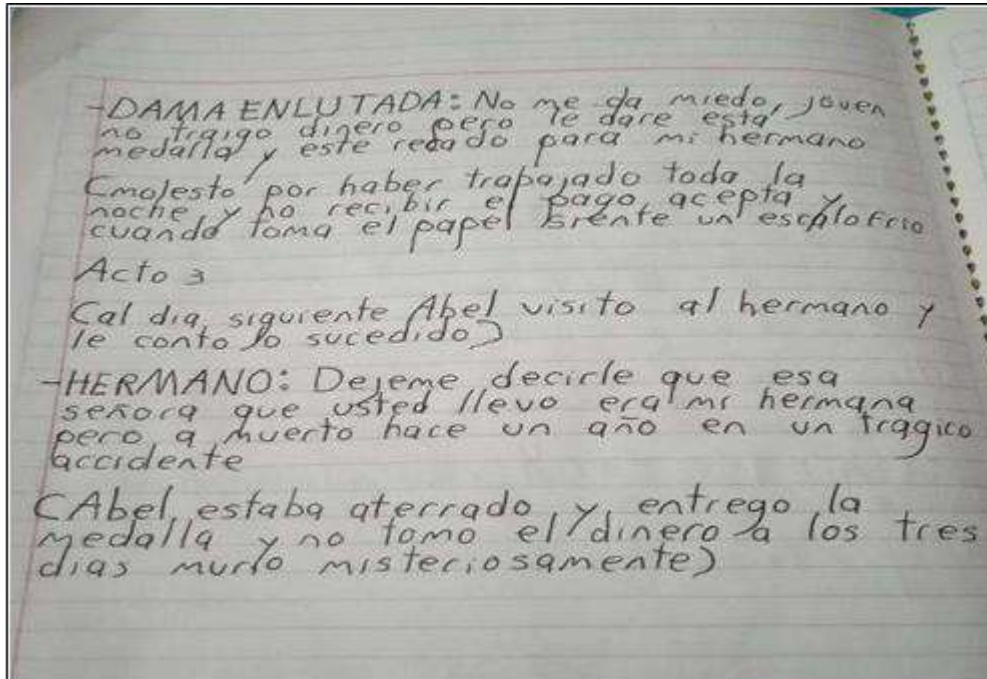 -DAMA ENLUTADA: No me da miedo, joven
no traigo dinero pero le dare esta
medalla y este recado para mi hermano
(molesto por haber trabajado toda la
noche y no recibir el pago acepta y
cuando toma el papel siente un escalofrio
Acto 3
(al dia siguiente Abel visito al hermano y
le conto lo sucedido)
-HERMANO: Dejeme decirle que esa
señora que usted llevo era mi hermana
pero a muerto hace un año en un tragico
accidente
(Abel estaba aterrado y entrego la
medalla y no tomo el dinero a los tres
dias murio misteriosamente)